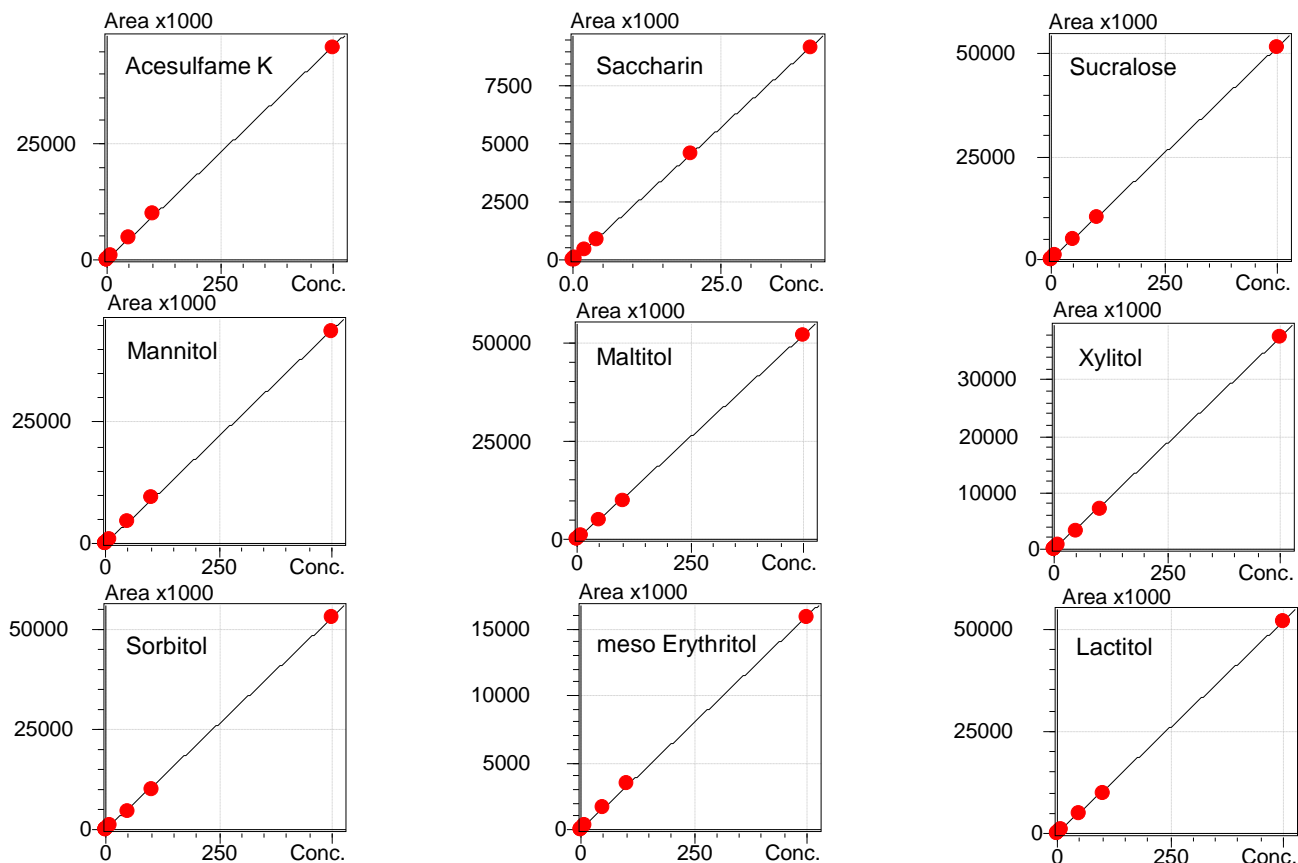 Area x1000
Acesulfame K
25000
0
0 250 Conc.
Area x1000
Saccharin
7500
5000
2500
0
0.0 25.0 Conc.
Area x1000
Sucralose
50000
25000
0
0 250 Conc.
Area x1000
Mannitol
25000
0
0 250 Conc.
Area x1000
Maltitol
50000
25000
0
0 250 Conc.
Area x1000
Xylitol
30000
20000
10000
0
0 250 Conc.
Area x1000
Sorbitol
50000
25000
0
0 250 Conc.
Area x1000
meso Erythritol
15000
10000
5000
0
0 250 Conc.
Area x1000
Lactitol
50000
25000
0
0 250 Conc.